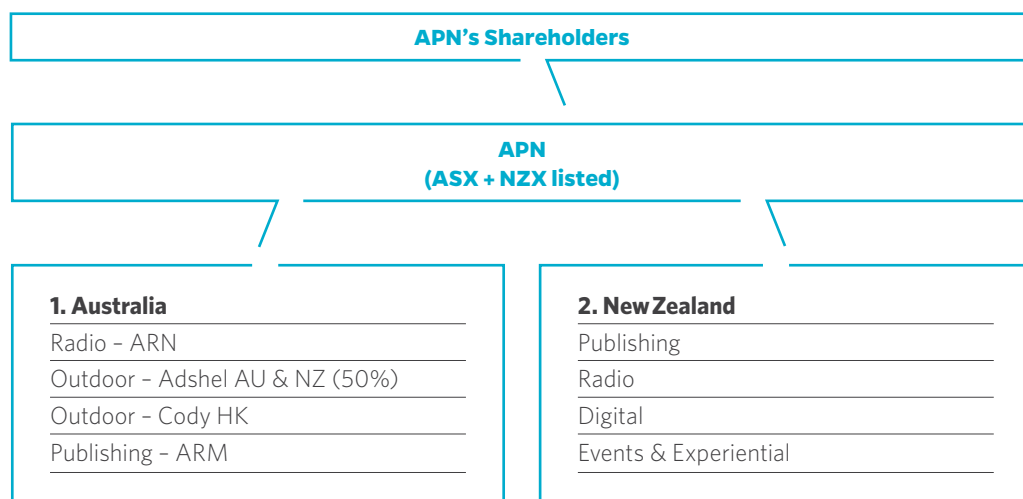 APN’s Shareholders
APN
(ASX + NZX listed)
1. Australia
Radio – ARN
Outdoor – Adshel AU & NZ (50%)
Outdoor – Cody HK
Publishing – ARM
2. New Zealand
Publishing
Radio
Digital
Events & Experiential